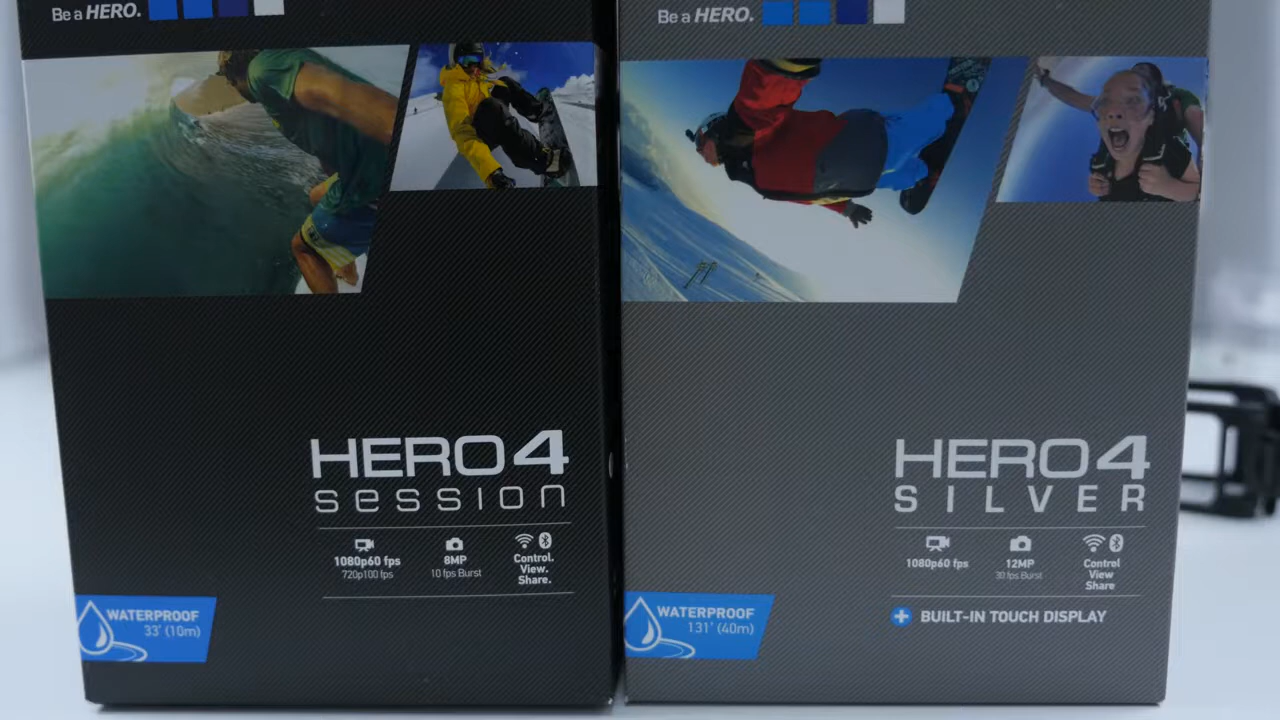 Be a HERO.
HERO4
session
1080p60 fps
720p100 fps
8MP
10 fps Burst
Control.
View.
Share.
WATERPROOF
33' (10m)
Be a HERO.
HERO4
SILVER
1080p60 fps
12MP
30 fps Burst
Control
View
Share
BUILT-IN TOUCH DISPLAY
WATERPROOF
131' (40m)